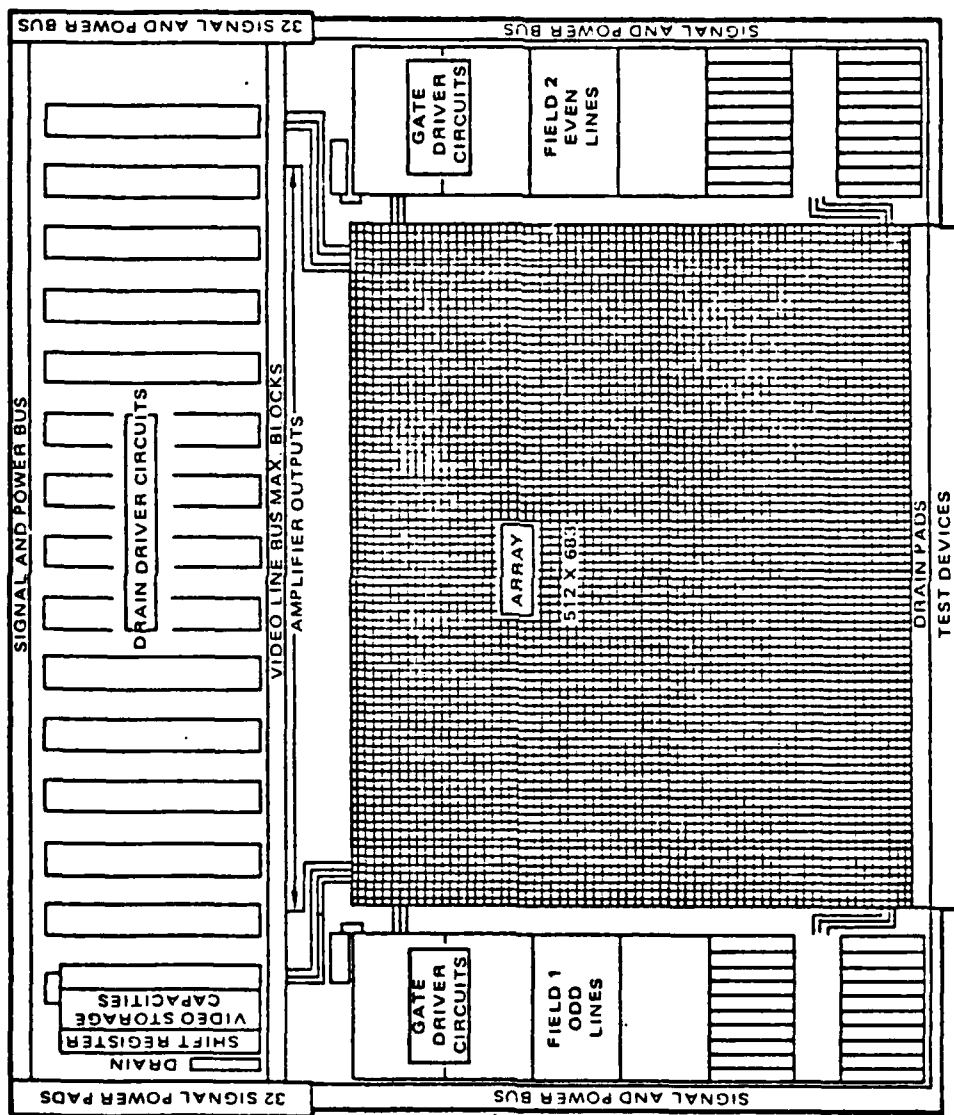 32 SIGNAL AND POWER BUS
SIGNAL AND POWER BUS
SIGNAL AND POWER BUS
DRAIN DRIVER CIRCUITS
VIDEO LINE BUS MAX. BLOCKS
AMPLIFIER OUTPUTS
GATE
DRIVER
CIRCUITS
FIELD 2
EVEN
LINES
ARRAY
512 X 683
DRAIN PADS
TEST DEVICES
GATE
DRIVER
CIRCUITS
FIELD 1
ODD
LINES
VIDEO STORAGE
CAPACITIES
SHIFT REGISTER
DRAIN
32 SIGNAL POWER PADS
SIGNAL AND POWER BUS